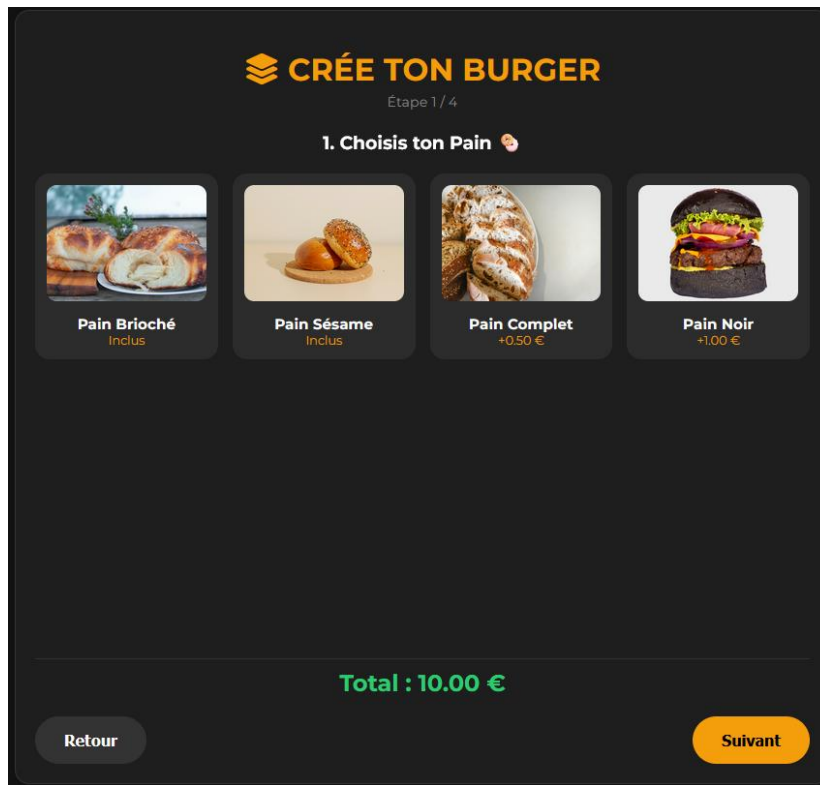 CRÉE TON BURGER
Étape 1 / 4
1. Choisis ton Pain
Pain Brioché
Inclus
Pain Sésame
Inclus
Pain Complet
+0.50 €
Pain Noir
+1.00 €
Total : 10.00 €
Retour
Suivant